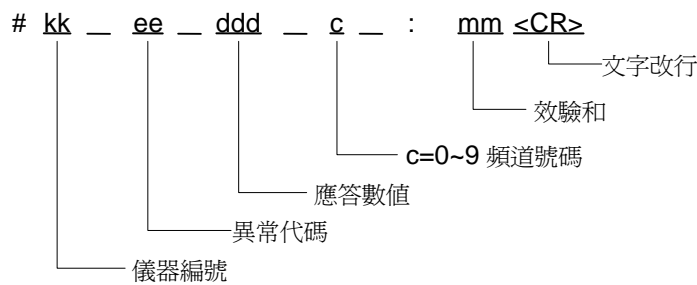 # kk _ ee _ ddd _ c _ : mm <CR>
文字改行
效驗和
c=0~9 頻道號碼
應答數值
異常代碼
儀器編號